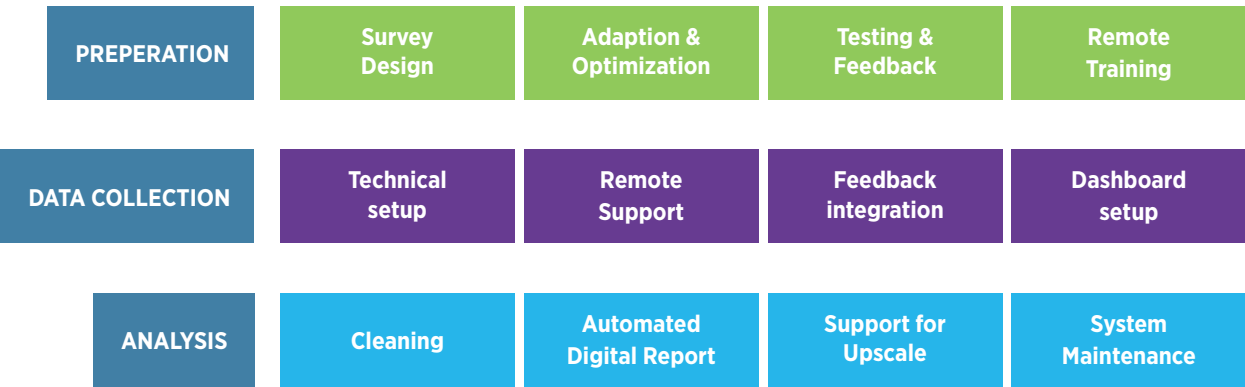 PREPERATION
Survey
Design
Adaption &
Optimization
Testing &
Feedback
Remote
Training
DATA COLLECTION
Technical
setup
Remote
Support
Feedback
integration
Dashboard
setup
ANALYSIS
Cleaning
Automated
Digital Report
Support for
Upscale
System
Maintenance